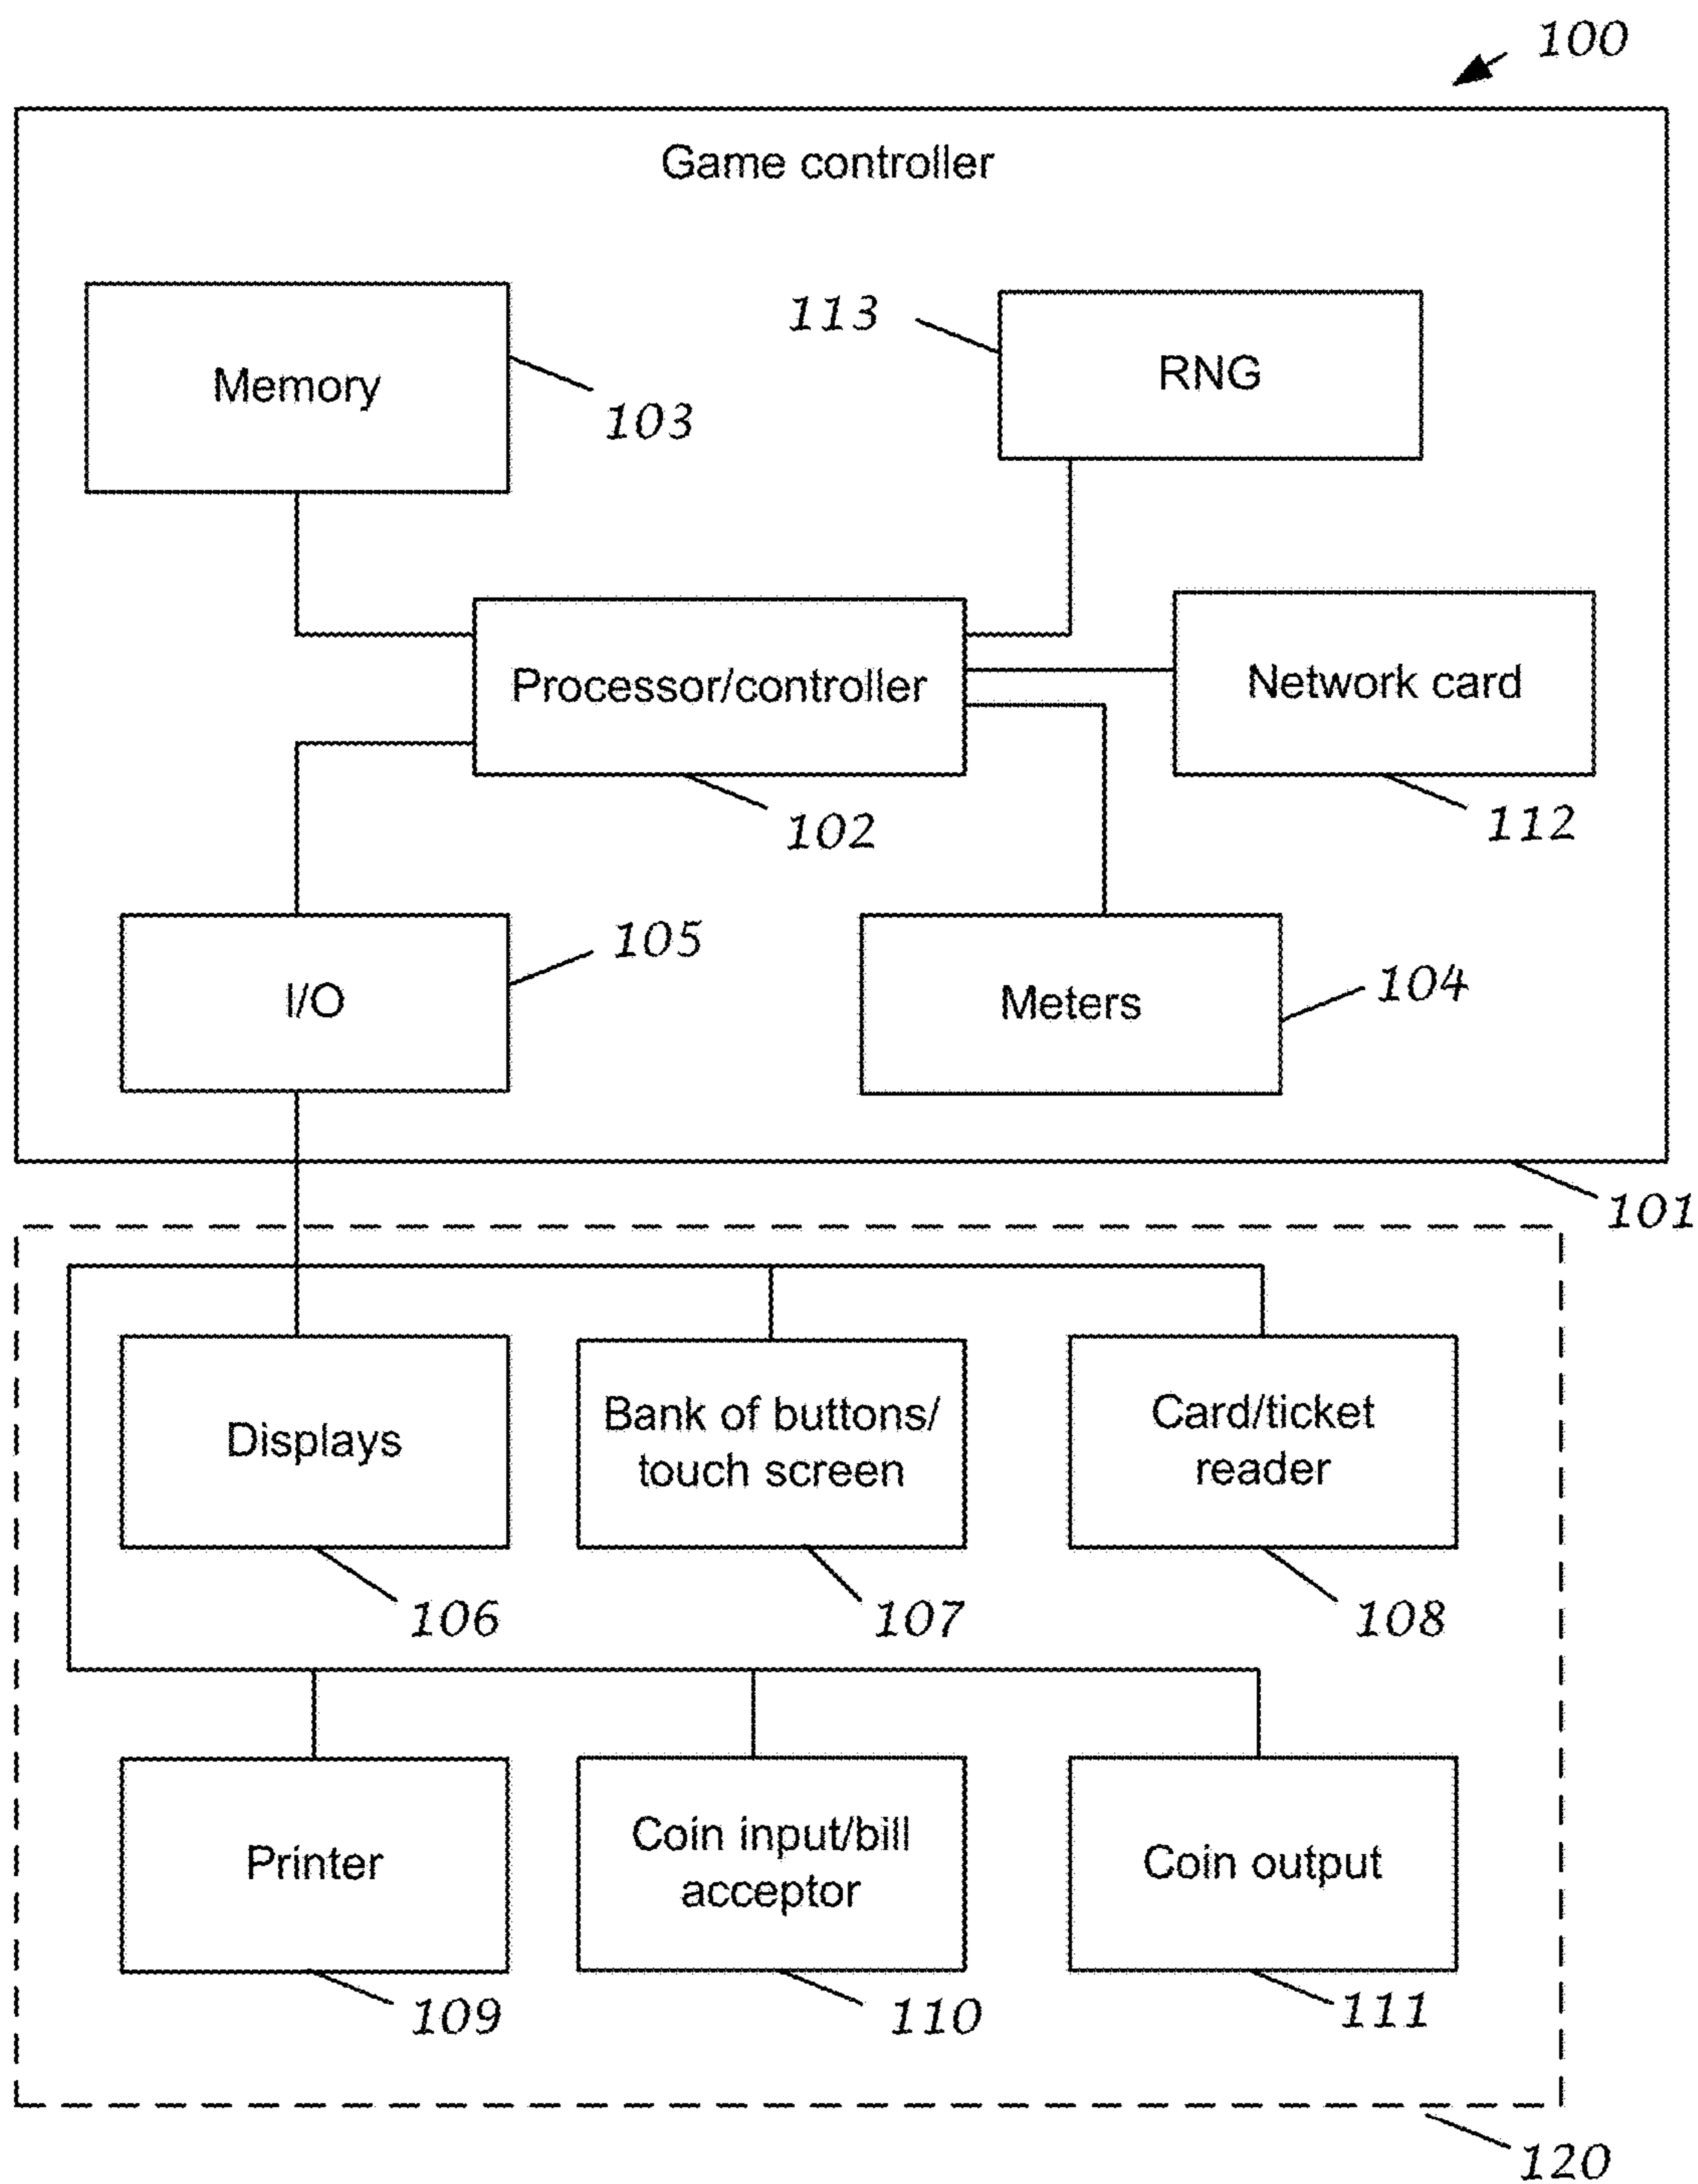 100
Game controller
113
RNG
Memory
103
Processor/controller
Network card
102
112
105
I/O
104
Meters
101
Displays
Bank of buttons/
touch screen
Card/ticket
reader
106
107
108
Printer
Coin input/bill
acceptor
Coin output
109
110
111
120